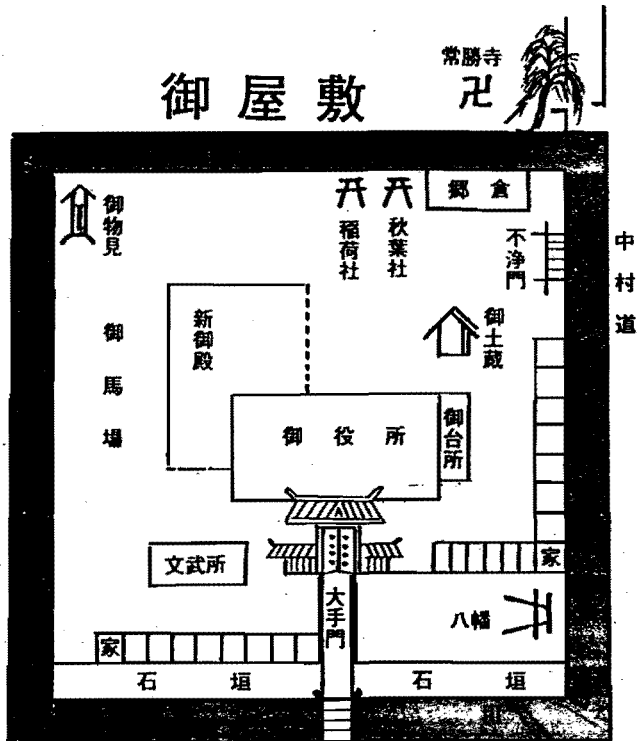 常勝寺
卍
御屋敷
御物見
稲荷社
秋葉社
郷倉
不浄門
中村道
御馬場
新御殿
御土蔵
御役所
御台所
文武所
大手門
家
八幡
家
石垣
石垣